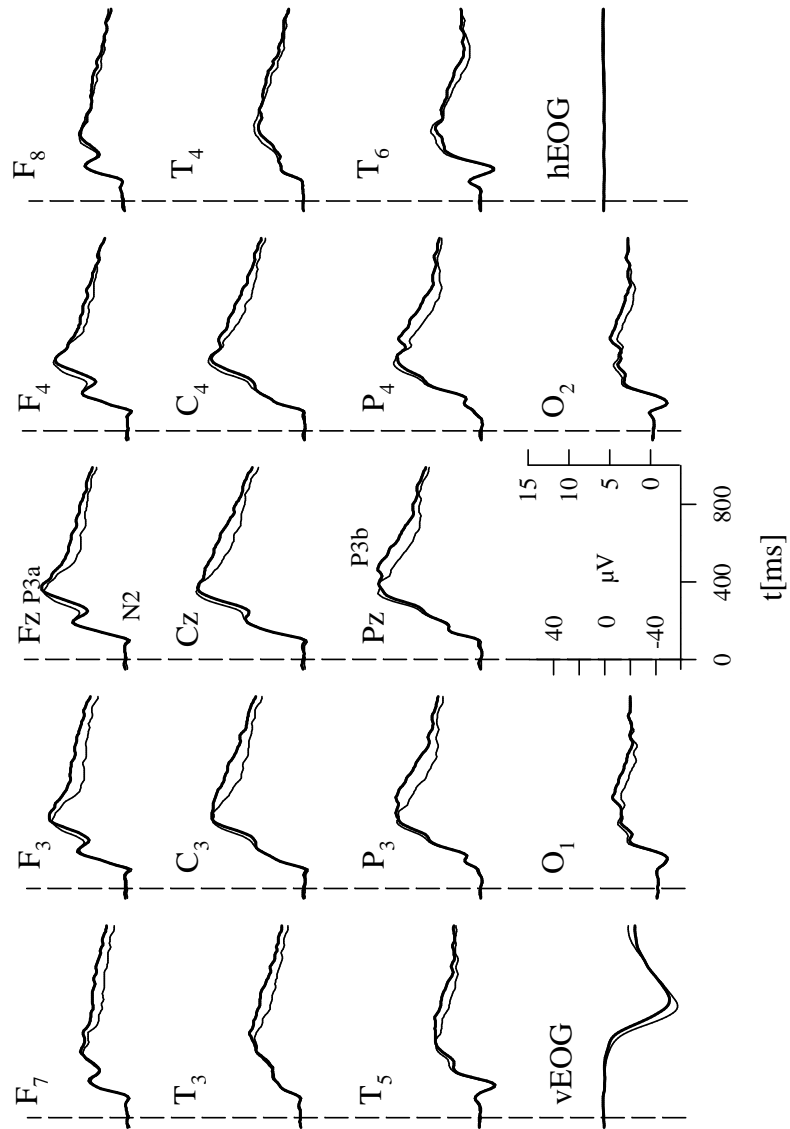 F7 F3 Fz P3a F4 F8
N2
T3 C3 Cz C4 T4
P3b
T5 P3 Pz P4 T6
vEOG O1 O2 hEOG
40 0 -40
µV
15 10 5 0
0 400 800
t[ms]